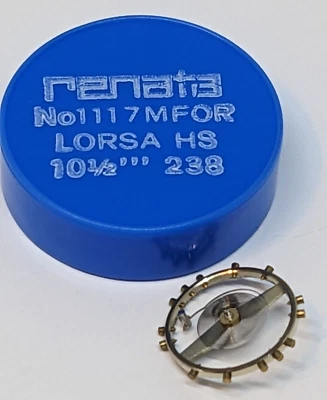 renata
No1117MFOR
LORSA HS
10½''' 238